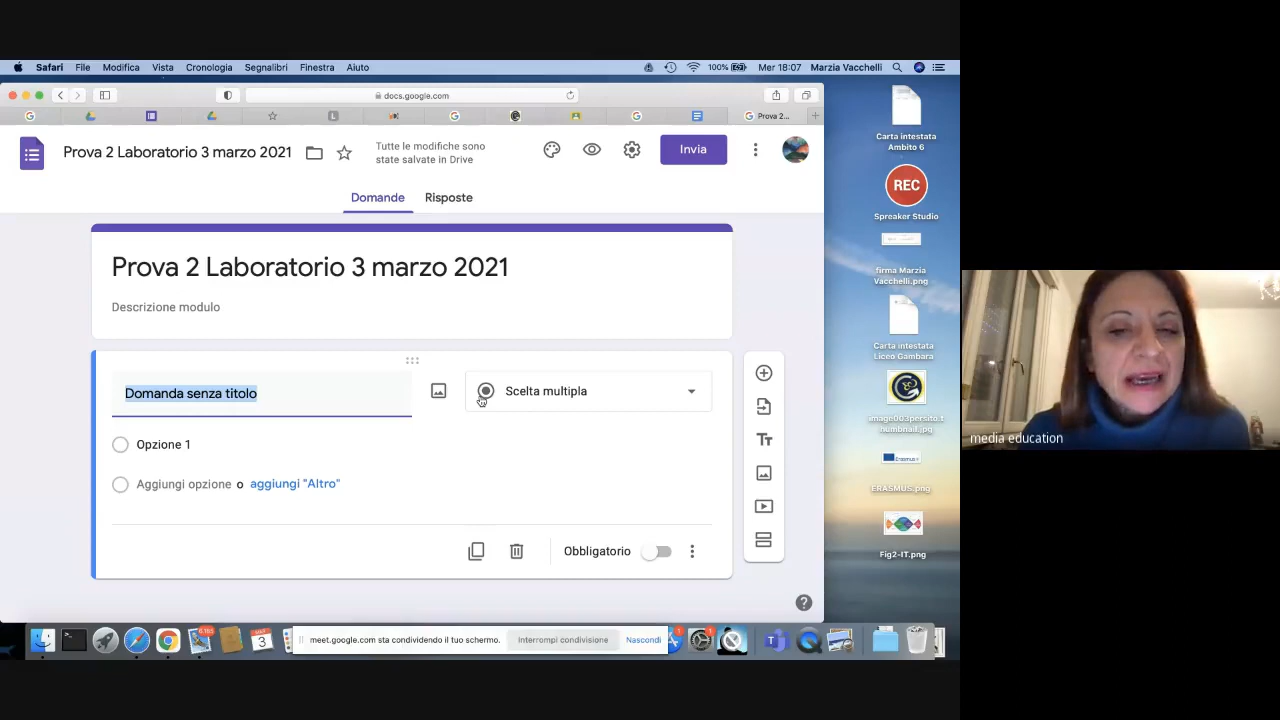 Safari File Modifica Vista Cronologia Segnalibri Finestra Aiuto 100% Mer 18:07 Marzia Vacchelli
docs.google.com
Prova 2...
Prova 2 Laboratorio 3 marzo 2021
Tutte le modifiche sono
state salvate in Drive
Invia
Domande Risposte
Prova 2 Laboratorio 3 marzo 2021
Descrizione modulo
Domanda senza titolo
Scelta multipla
Opzione 1
Aggiungi opzione o aggiungi "Altro"
Obbligatorio
Carta intestata
Ambito 6
REC
Spreaker Studio
firma Marzia
Vacchelli.png
Carta intestata
Liceo Gambara
image003persito.t
humbnail.jpg
ERASMUS.png
Fig2-IT.png
meet.google.com sta condividendo il tuo schermo. Interrompi condivisione Nascondi
media education